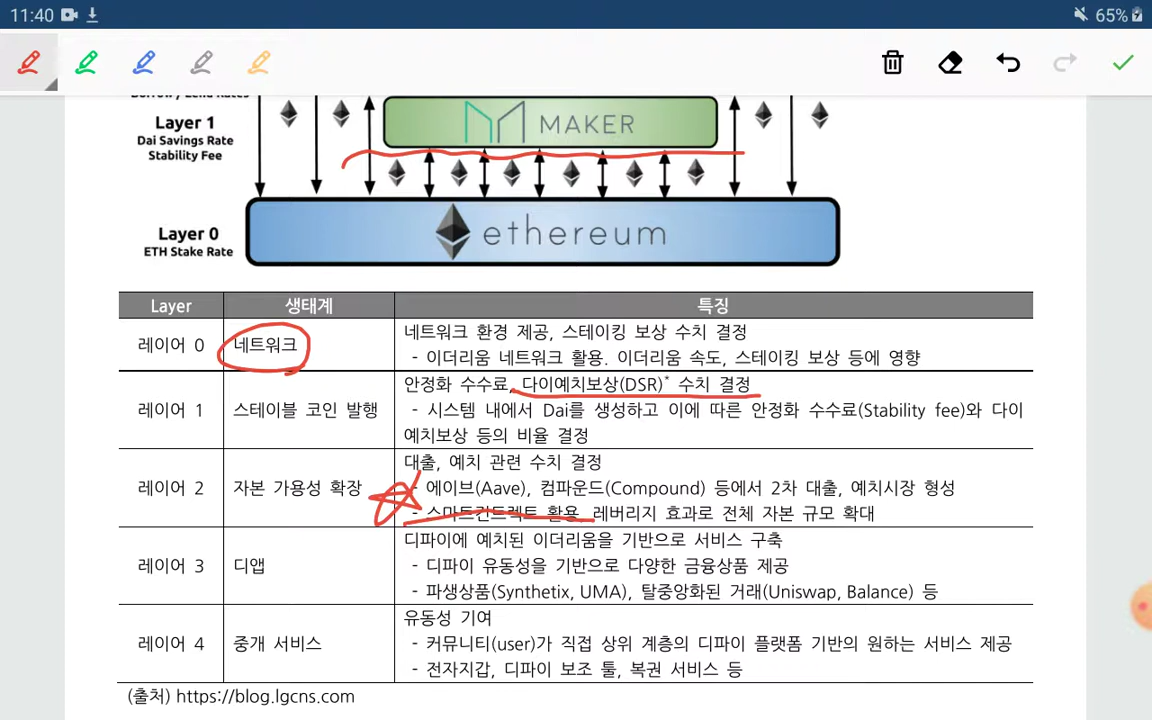 11:40
65%
Borrow/Lend Rates
Layer 1
Dai Savings Rate
Stability Fee
MAKER
Layer 0
ETH Stake Rate
ethereum
Layer 생태계 특징
레이어 0 네트워크 네트워크 환경 제공, 스테이킹 보상 수치 결정
- 이더리움 네트워크 활용. 이더리움 속도, 스테이킹 보상 등에 영향
레이어 1 스테이블 코인 발행 안정화 수수료, 다이예치보상(DSR)* 수치 결정
- 시스템 내에서 Dai를 생성하고 이에 따른 안정화 수수료(Stability fee)와 다이
예치보상 등의 비율 결정
레이어 2 자본 가용성 확장 대출, 예치 관련 수치 결정
- 에이브(Aave), 컴파운드(Compound) 등에서 2차 대출, 예치시장 형성
- 스마트컨트렉트 활용, 레버리지 효과로 전체 자본 규모 확대
레이어 3 디앱 디파이에 예치된 이더리움을 기반으로 서비스 구축
- 디파이 유동성을 기반으로 다양한 금융상품 제공
- 파생상품(Synthetix, UMA), 탈중앙화된 거래(Uniswap, Balance) 등
레이어 4 중개 서비스 유동성 기여
- 커뮤니티(user)가 직접 상위 계층의 디파이 플랫폼 기반의 원하는 서비스 제공
- 전자지갑, 디파이 보조 툴, 복권 서비스 등
(출처) https://blog.lgcns.com